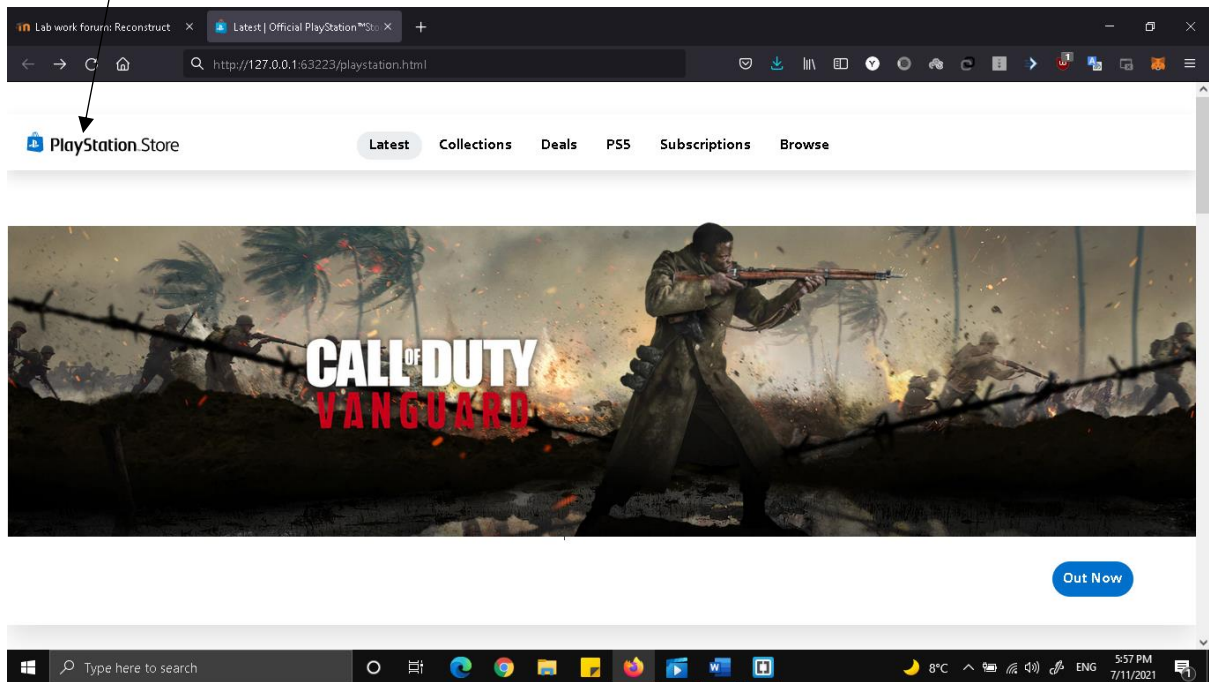 Lab work forum: Reconstruct
Latest | Official PlayStation™Sto
http://127.0.0.1:63223/playstation.html
1
PlayStation Store
Latest Collections Deals PS5 Subscriptions Browse
CALL OF DUTY
VANGUARD
Out Now
Type here to search
8°C ENG 5:57 PM
7/11/2021
1